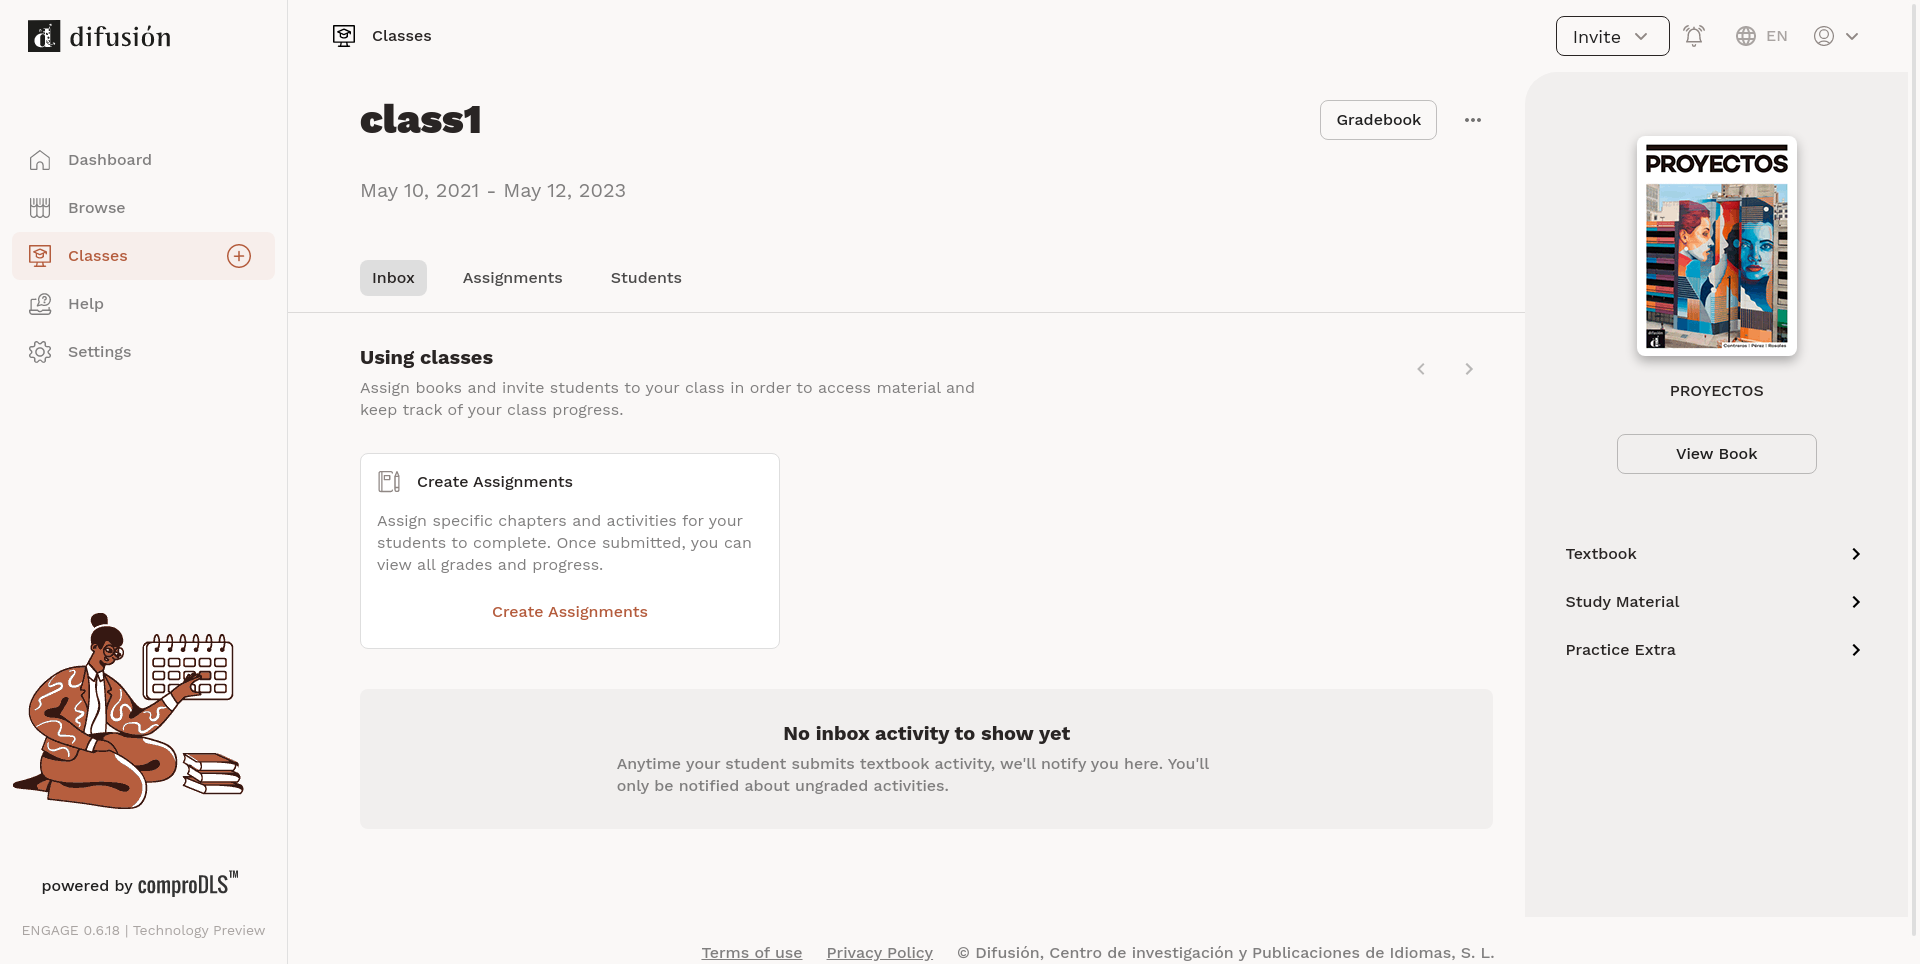 difusión
Dashboard
Browse
Classes
Help
Settings
powered by comproDLS™
ENGAGE 0.6.18 | Technology Preview
Classes
Invite
EN
class1
Gradebook
May 10, 2021 - May 12, 2023
Inbox
Assignments
Students
Using classes
Assign books and invite students to your class in order to access material and
keep track of your class progress.
Create Assignments
Assign specific chapters and activities for your
students to complete. Once submitted, you can
view all grades and progress.
Create Assignments
No inbox activity to show yet
Anytime your student submits textbook activity, we'll notify you here. You'll
only be notified about ungraded activities.
PROYECTOS
difusión
Contreras | Pérez | Rosales
PROYECTOS
View Book
Textbook
Study Material
Practice Extra
Terms of use
Privacy Policy
© Difusión, Centro de investigación y Publicaciones de Idiomas, S. L.